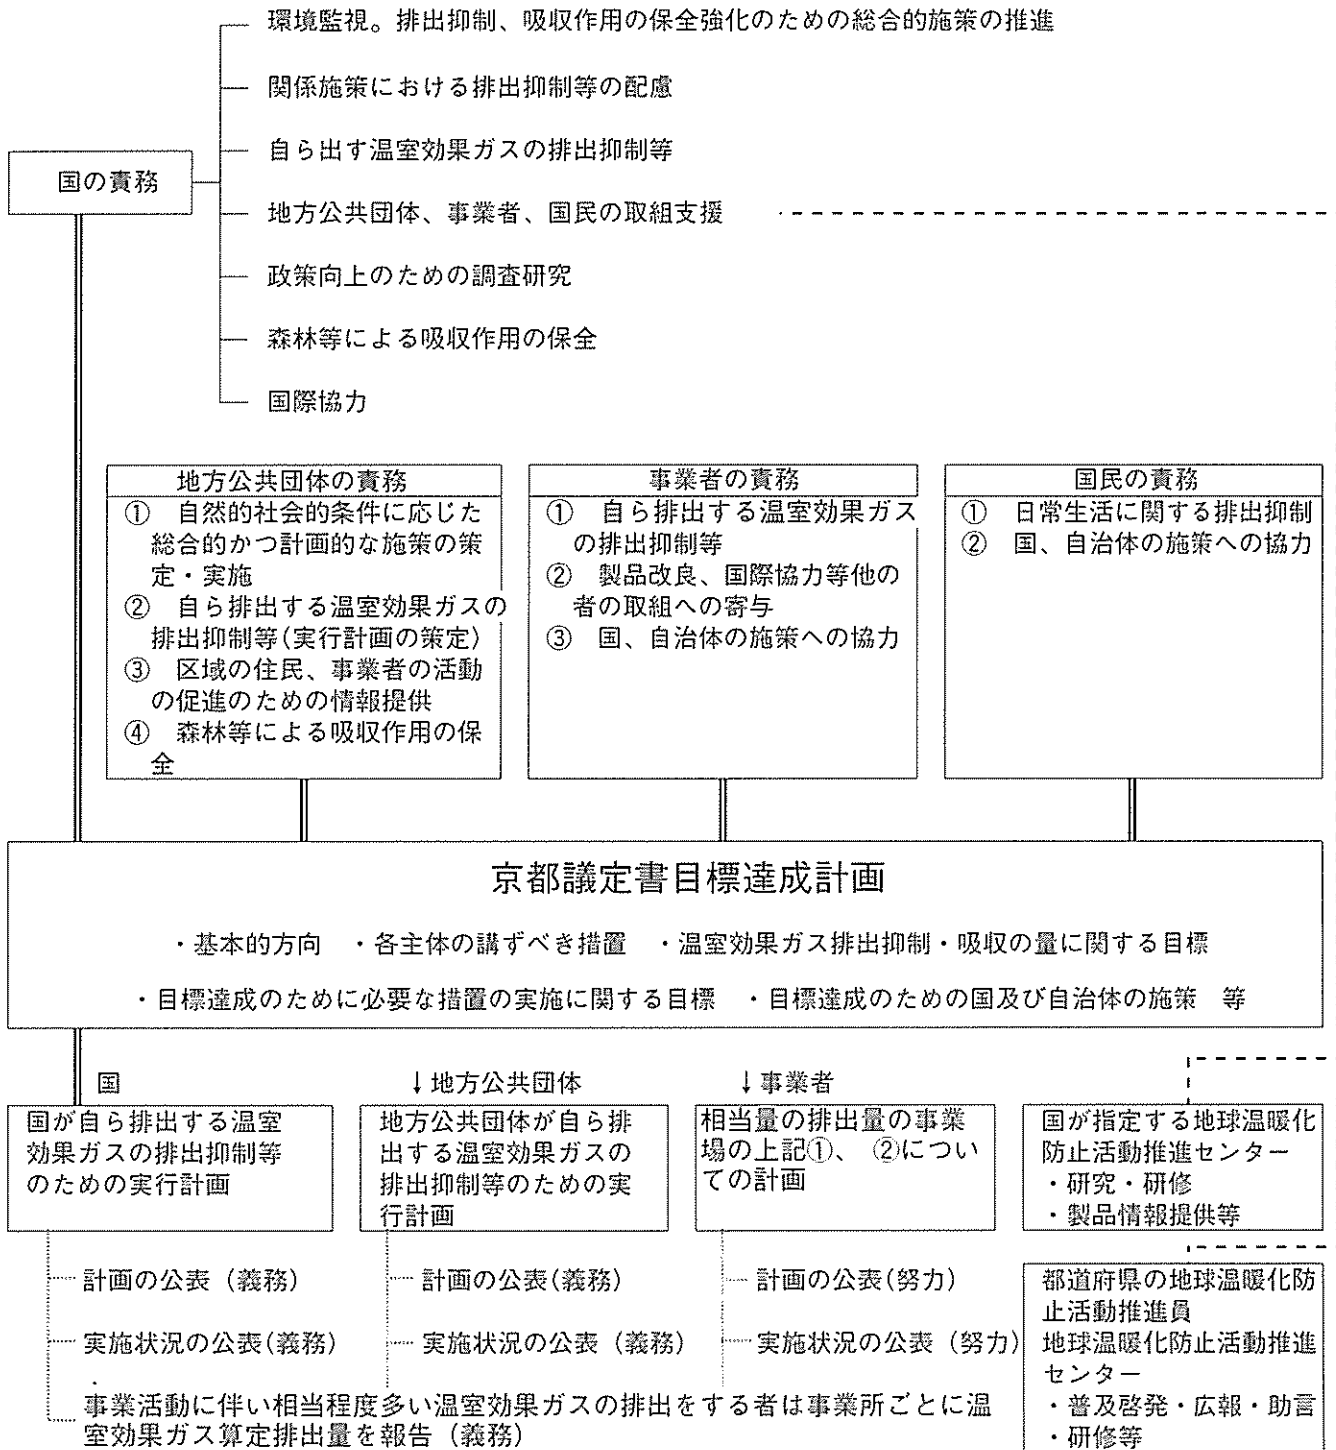 環境監視。排出抑制、吸収作用の保全強化のための総合的施策の推進
関係施策における排出抑制等の配慮
自ら出す温室効果ガスの排出抑制等
国の責務
地方公共団体、事業者、国民の取組支援
政策向上のための調査研究
森林等による吸収作用の保全
国際協力
地方公共団体の責務
① 自然的社会的条件に応じた
総合的かつ計画的な施策の策
定・実施
② 自ら排出する温室効果ガスの
排出抑制等(実行計画の策定)
③ 区域の住民、事業者の活動
の促進のための情報提供
④ 森林等による吸収作用の保
全
事業者の責務
① 自ら排出する温室効果ガス
の排出抑制等
② 製品改良、国際協力等他の
者の取組への寄与
③ 国、自治体の施策への協力
国民の責務
① 日常生活に関する排出抑制
② 国、自治体の施策への協力
京都議定書目標達成計画
・基本的方向 ・各主体の講ずべき措置 ・温室効果ガス排出抑制・吸収の量に関する目標
・目標達成のために必要な措置の実施に関する目標 ・目標達成のための国及び自治体の施策 等
国
国が自ら排出する温室
効果ガスの排出抑制等
のための実行計画
計画の公表（義務）
実施状況の公表(義務)
↓地方公共団体
地方公共団体が自ら排
出する温室効果ガスの
排出抑制等のための実
行計画
計画の公表(義務)
実施状況の公表（義務）
↓事業者
相当量の排出量の事業
場の上記①、②につい
ての計画
計画の公表(努力)
実施状況の公表（努力）
事業活動に伴い相当程度多い温室効果ガスの排出をする者は事業所ごとに温
室効果ガス算定排出量を報告（義務）
国が指定する地球温暖化
防止活動推進センター
・研究・研修
・製品情報提供等
都道府県の地球温暖化防
止活動推進員
地球温暖化防止活動推進
センター
・普及啓発・広報・助言
・研修等